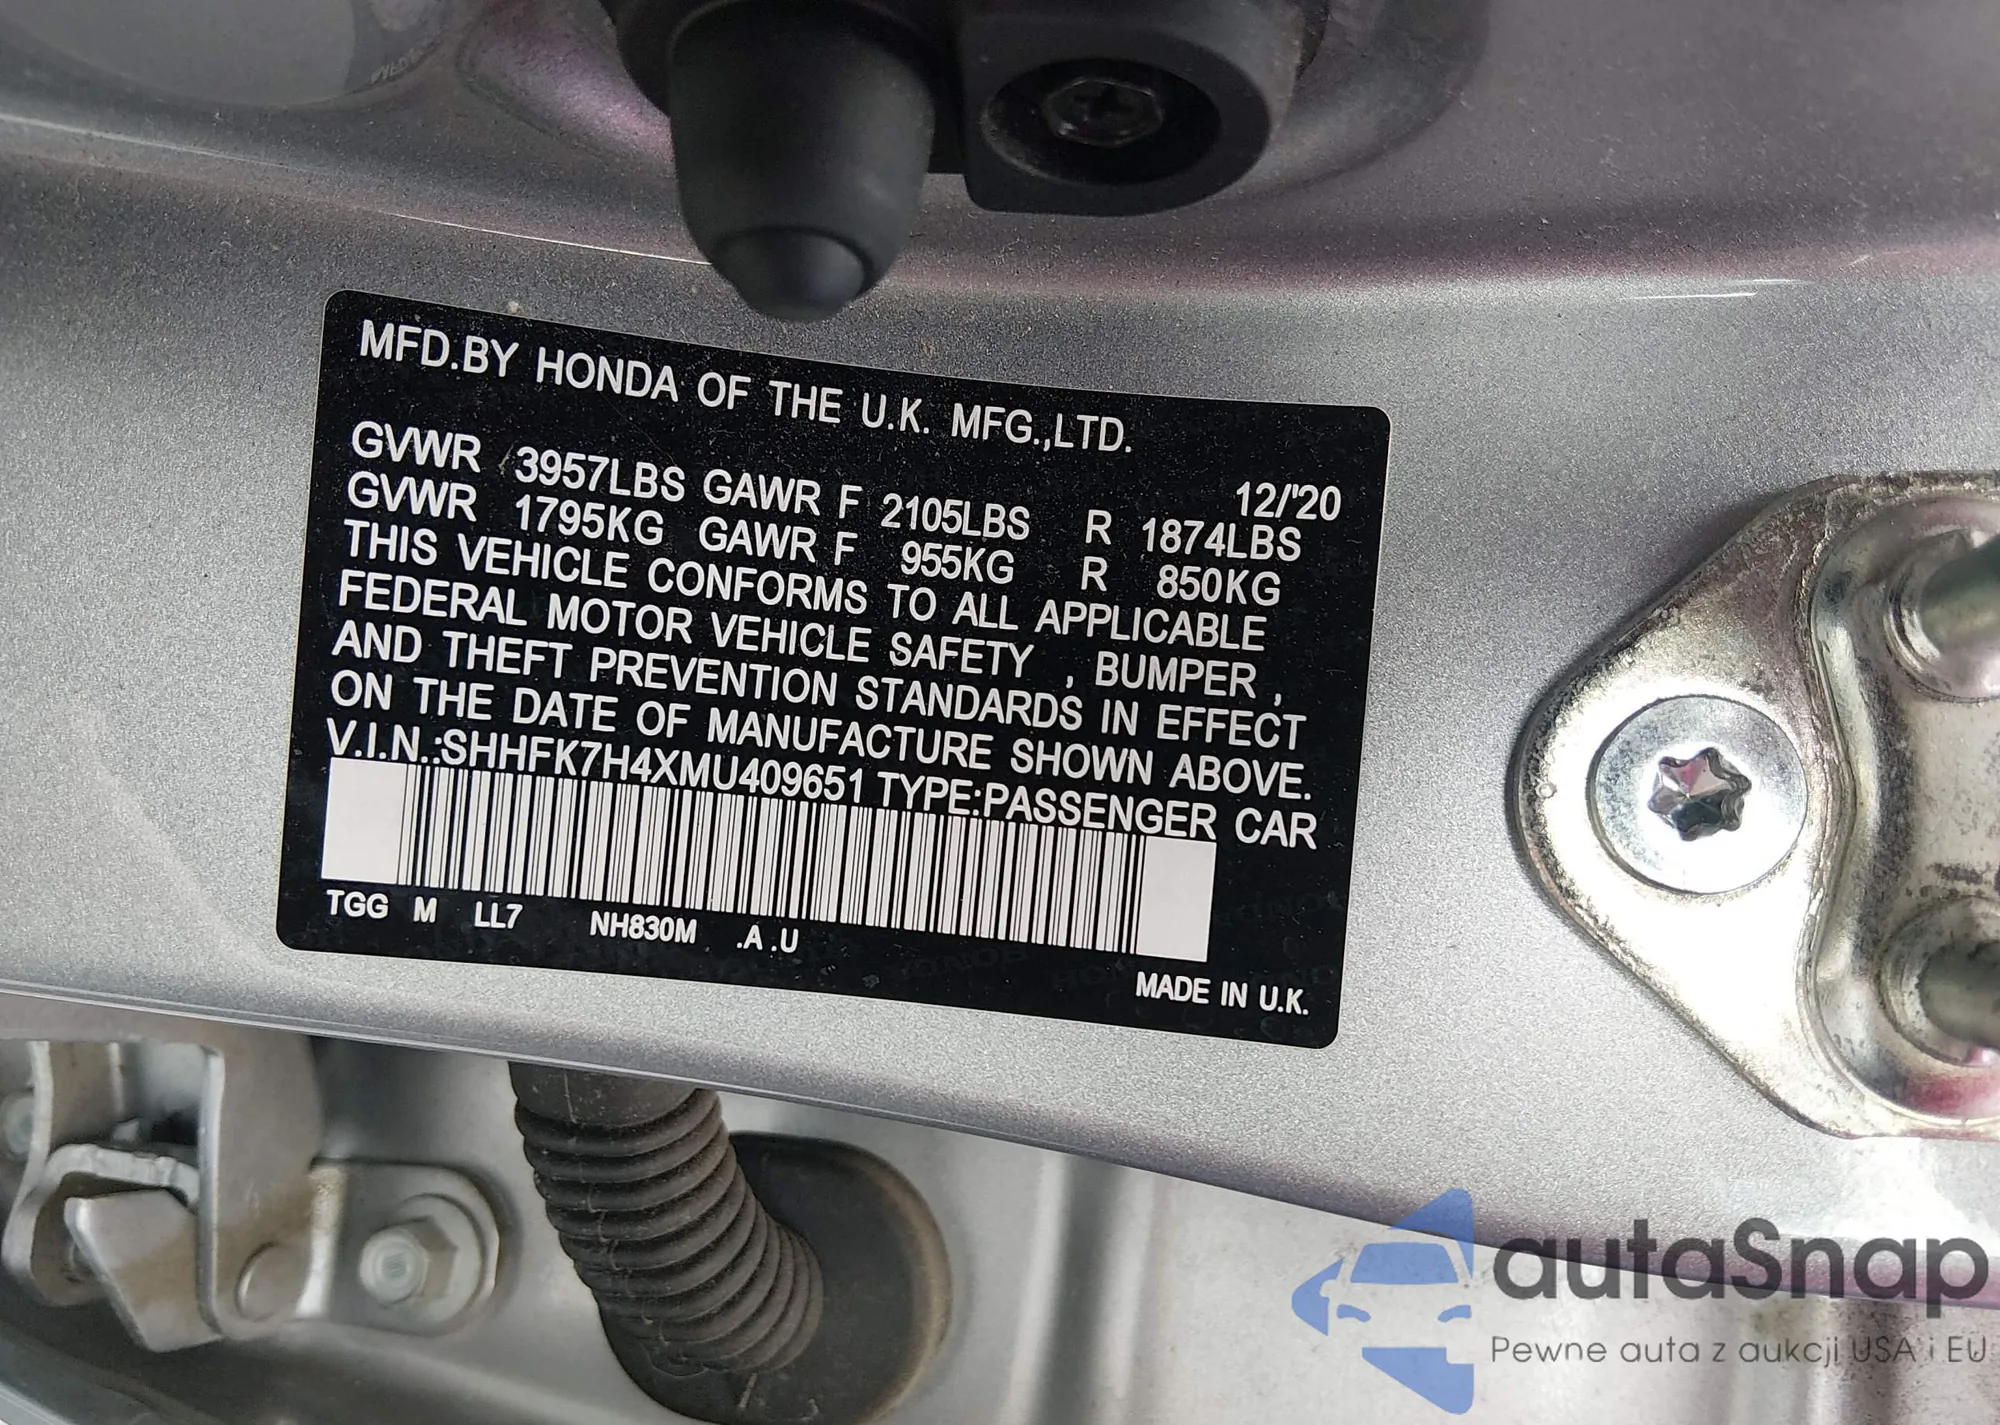 MFD.BY HONDA OF THE U.K. MFG.,LTD.
12/'20
GVWR 3957LBS GAWR F 2105LBS R 1874LBS
GVWR 1795KG GAWR F 955KG R 850KG
THIS VEHICLE CONFORMS TO ALL APPLICABLE
FEDERAL MOTOR VEHICLE SAFETY , BUMPER ,
AND THEFT PREVENTION STANDARDS IN EFFECT
ON THE DATE OF MANUFACTURE SHOWN ABOVE.
V.I.N.:SHHFK7H4XMU409651 TYPE:PASSENGER CAR
TGG M LL7 NH830M .A .U
MADE IN U.K.
autaSnap
Pewne auta z aukcji USA i EU